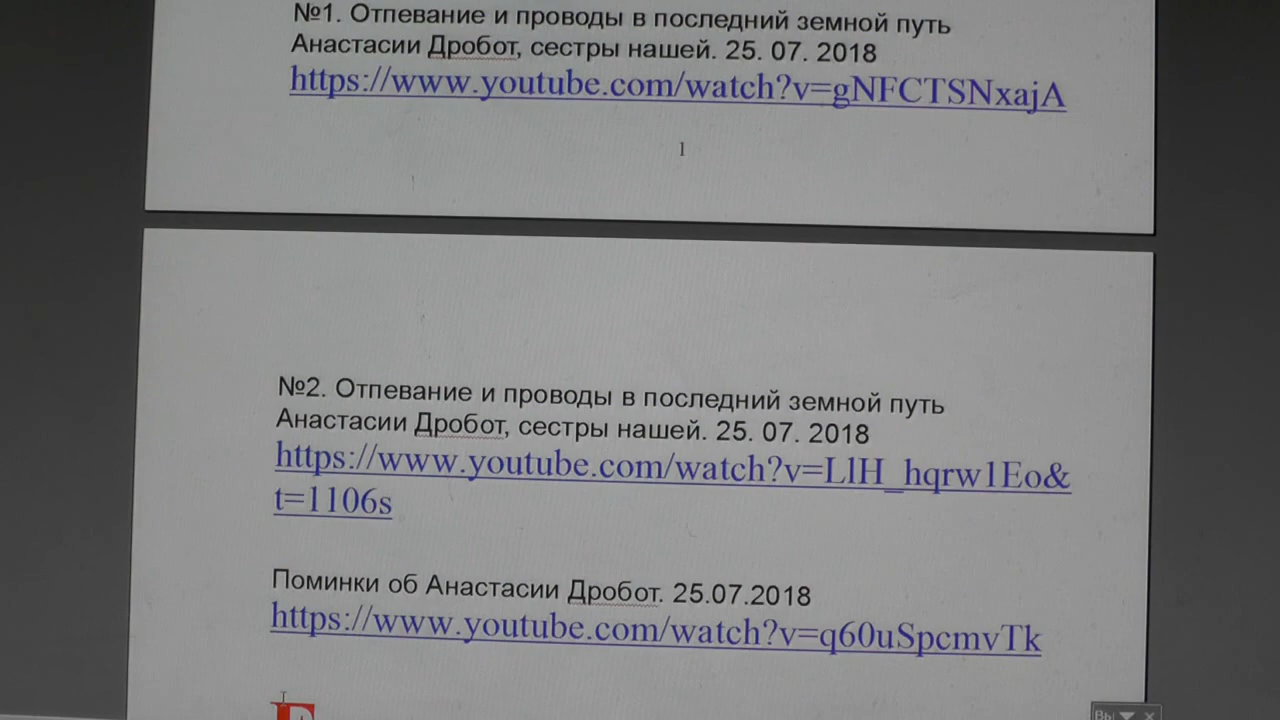 №1. Отпевание и проводы в последний земной путь
Анастасии Дробот, сестры нашей. 25. 07. 2018
https://www.youtube.com/watch?v=gNFCTSNxajA
1
№2. Отпевание и проводы в последний земной путь
Анастасии Дробот, сестры нашей. 25. 07. 2018
https://www.youtube.com/watch?v=L1H_hqrw1Eo&
t=1106s
Поминки об Анастасии Дробот. 25.07.2018
https://www.youtube.com/watch?v=q60uSpcmvTk